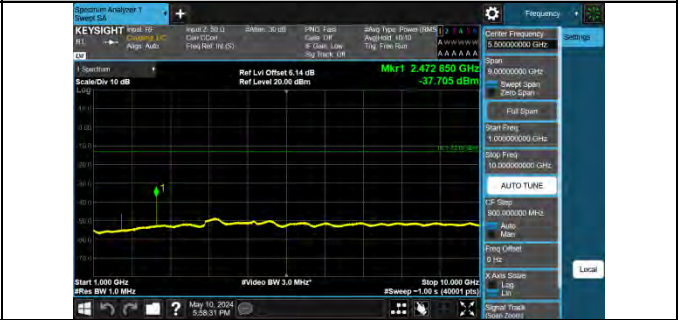 Spectrum Analyzer 1
Swept SA
+
Frequency
KEYSIGHT Input: RF
Coupling: DC
Align: Auto
Input Z: 50 Ω
Corr CCorr
Freq Ref: Int (S)
#Atten: 30 dB
PNO: Fast
Gate: Off
IF Gain: Low
Sig Track: Off
#Avg Type: Power (RMS)
Avg|Hold: 10/10
Trig: Free Run
A W W W W W
A A A A A A
1 Spectrum
Scale/Div 10 dB
Log
Ref Lvl Offset 6.14 dB
Ref Level 20.00 dBm
Mkr1 2.472 850 GHz
-37.705 dBm
1
Start 1.000 GHz
#Res BW 1.0 MHz
#Video BW 3.0 MHz*
Stop 10.000 GHz
#Sweep ~1.00 s (40001 pts)
Center Frequency
5.500000000 GHz
Settings
Span
9.00000000 GHz
Swept Span
Zero Span
Full Span
Start Freq
1.000000000 GHz
Stop Freq
10.000000000 GHz
AUTO TUNE
CF Step
900.000000 MHz
Auto
Man
Freq Offset
0 Hz
X Axis Scale
Log
Lin
Signal Track
(Span Zoom)
Local
?
May 10, 2024
5:58:31 PM